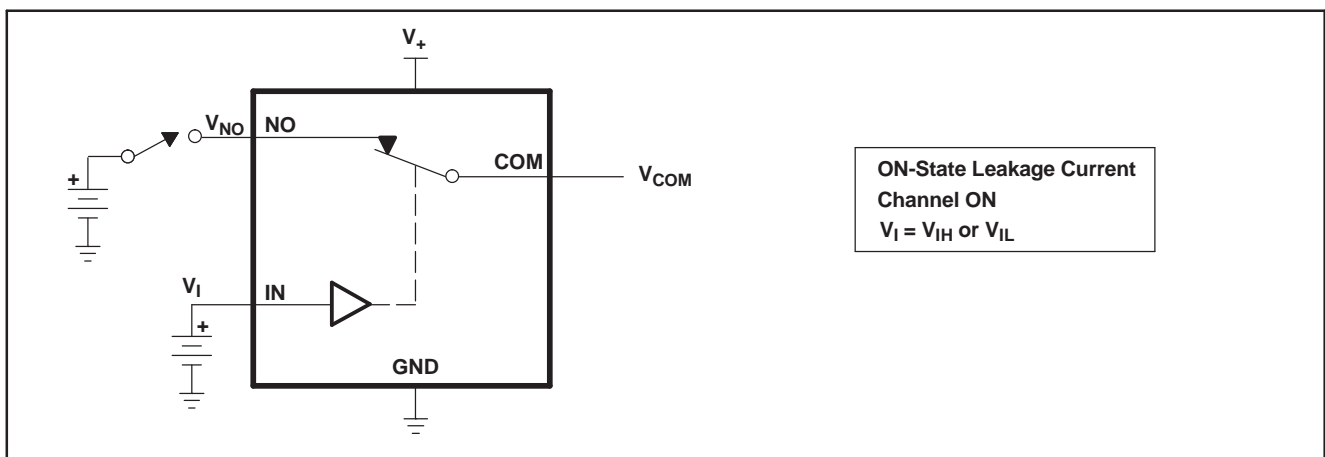 V+
VNO NO
COM
VCOM
+
VI IN
+
GND
ON-State Leakage Current
Channel ON
VI = VIH or VIL